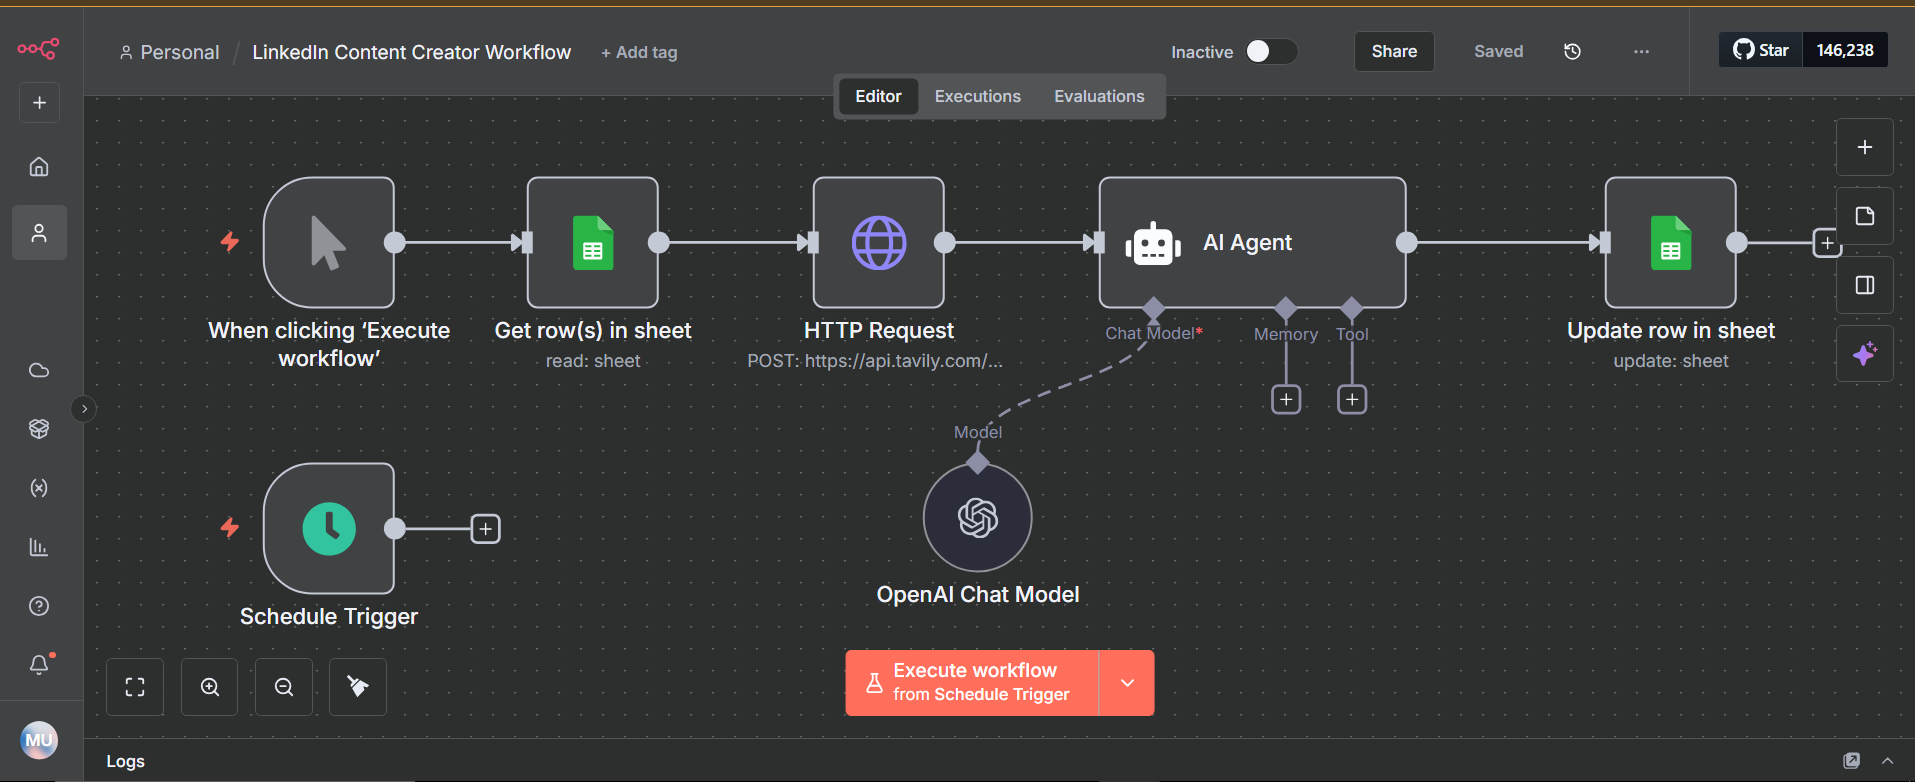 Personal / LinkedIn Content Creator Workflow + Add tag
Inactive
Share
Saved
Star 146,238
Editor Executions Evaluations
When clicking ‘Execute
workflow’
Get row(s) in sheet
read: sheet
HTTP Request
POST: https://api.tavily.com/...
AI Agent
Chat Model*
Memory
Tool
Update row in sheet
update: sheet
Model
OpenAI Chat Model
Schedule Trigger
Execute workflow
from Schedule Trigger
MU
Logs